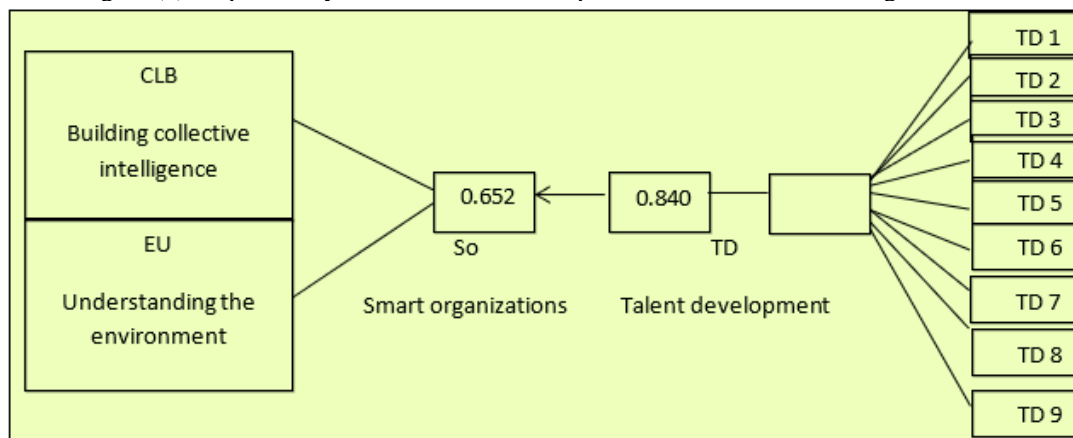 CLB
Building collective
intelligence
EU
Understanding the
environment
0.652
So
Smart organizations
0.840
TD
Talent development
TD 1
TD 2
TD 3
TD 4
TD 5
TD 6
TD 7
TD 8
TD 9